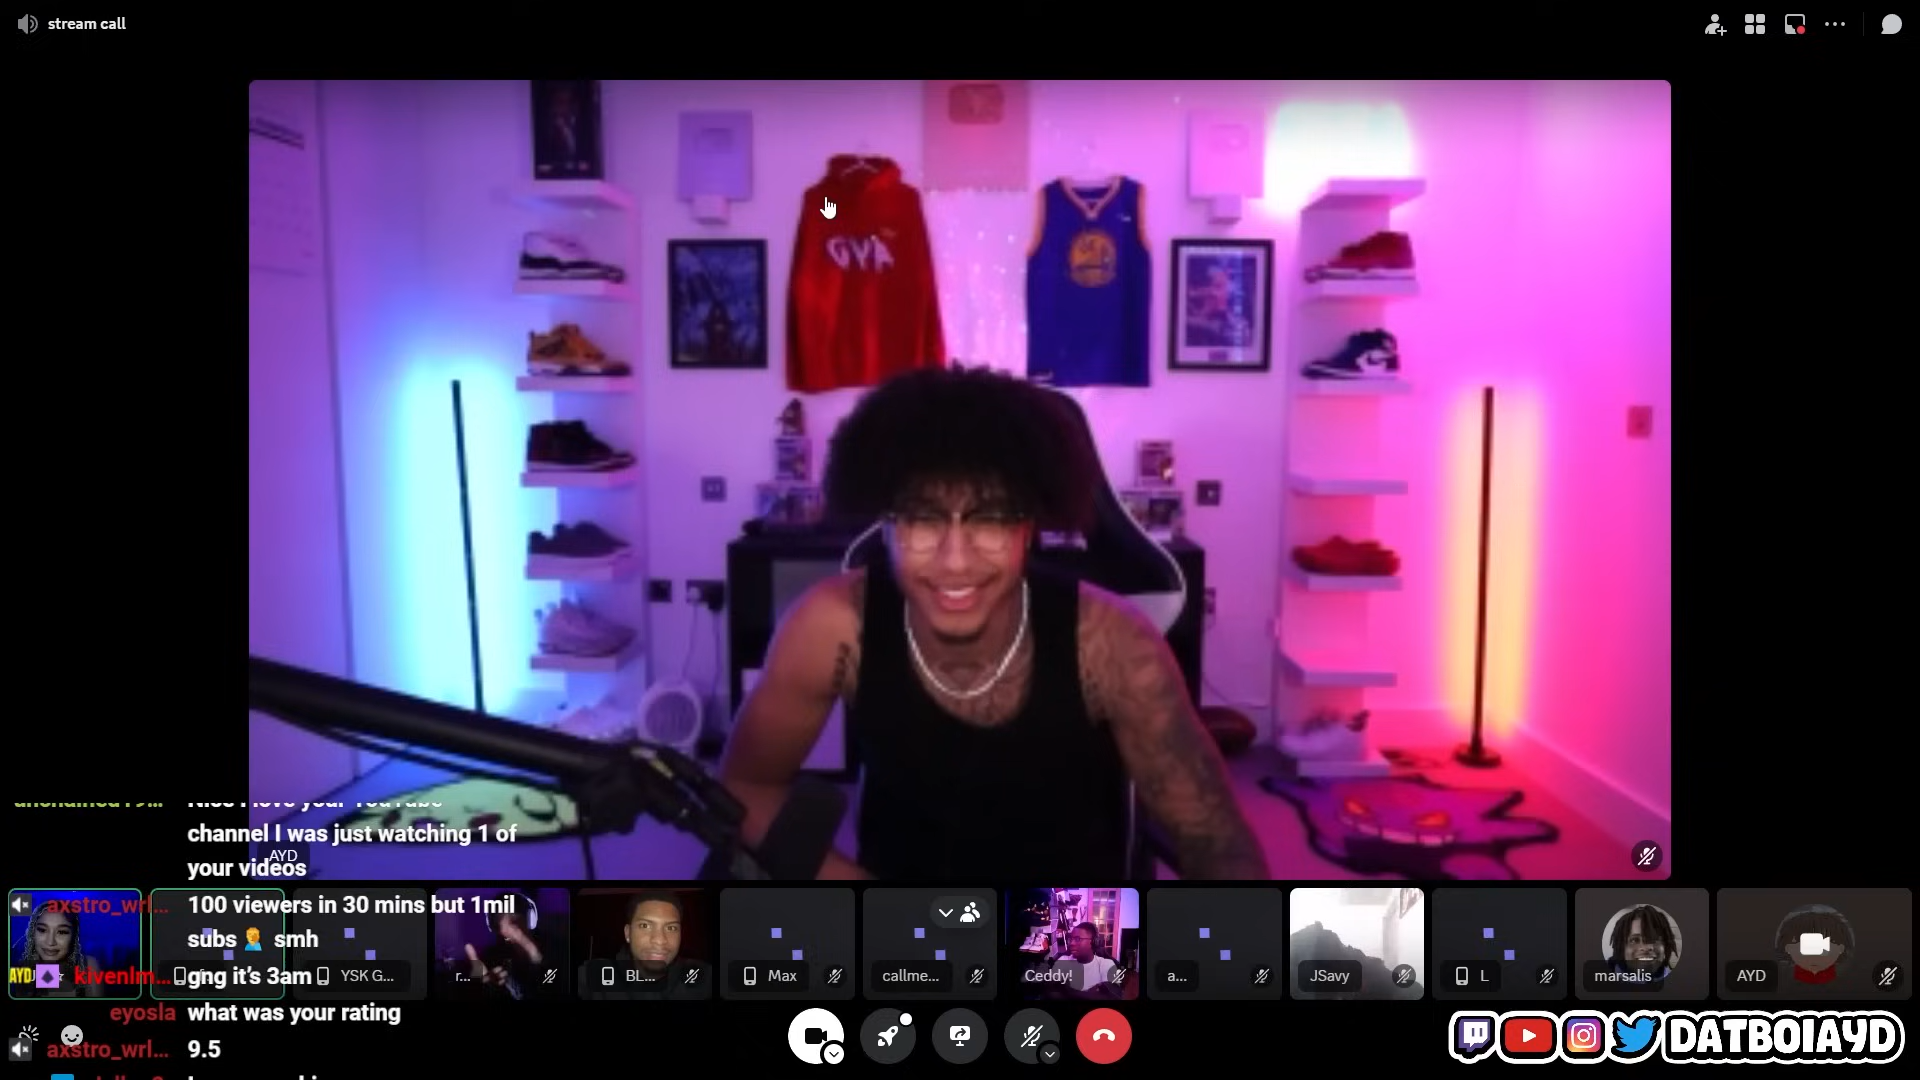 stream call
AYD
channel I was just watching 1 of
your videos
AYD
axstro_wrl... 100 viewers in 30 mins but 1mil
subs 🤦 smh
AYD kivenlm... gng it's 3am
eyosla what was your rating
axstro_wrl... 9.5
YSK G...
r...
BL...
Max
callme...
Ceddy!
a...
JSavy
L
marsalis
AYD
DATBOIAYD